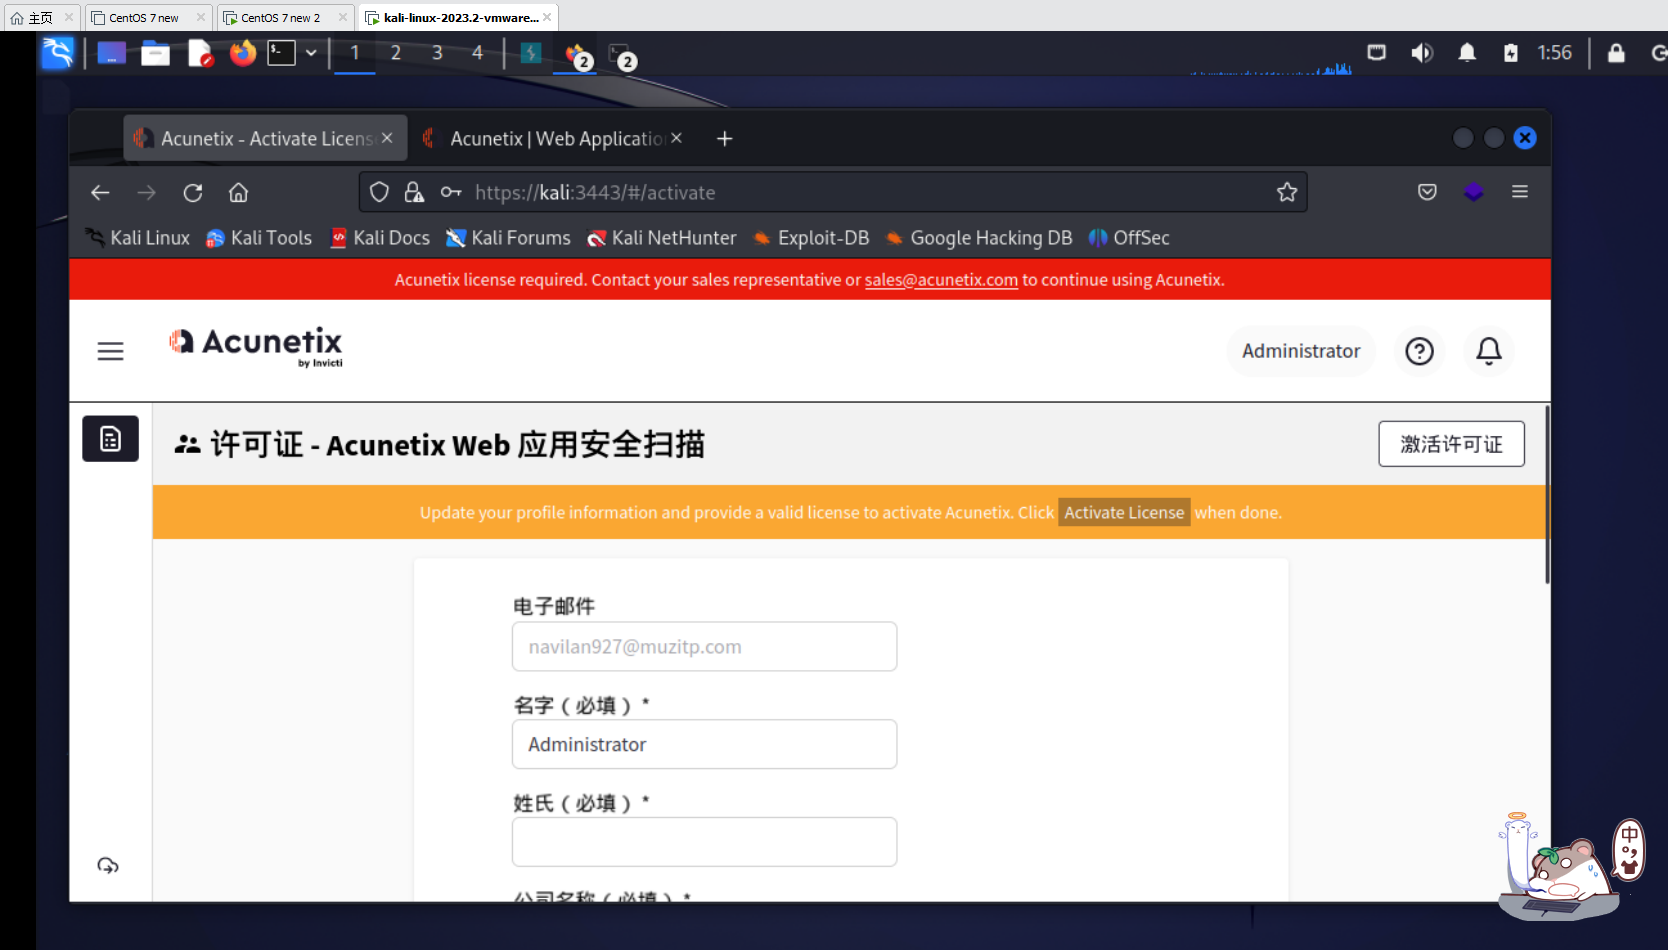 主页
CentOS 7 new
CentOS 7 new 2
kali-linux-2023.2-vmware...
1
2
3
4
2
2
1:56
Acunetix - Activate Licens
Acunetix | Web Applicatio
https://kali:3443/#/activate
Kali Linux
Kali Tools
Kali Docs
Kali Forums
Kali NetHunter
Exploit-DB
Google Hacking DB
OffSec
Acunetix license required. Contact your sales representative or sales@acunetix.com to continue using Acunetix.
Acunetix
by Invicti
Administrator
许可证 - Acunetix Web 应用安全扫描
激活许可证
Update your profile information and provide a valid license to activate Acunetix. Click Activate License when done.
电子邮件
navilan927@muzitp.com
名字（必填）*
Administrator
姓氏（必填）*
公司名称（必填）*
中